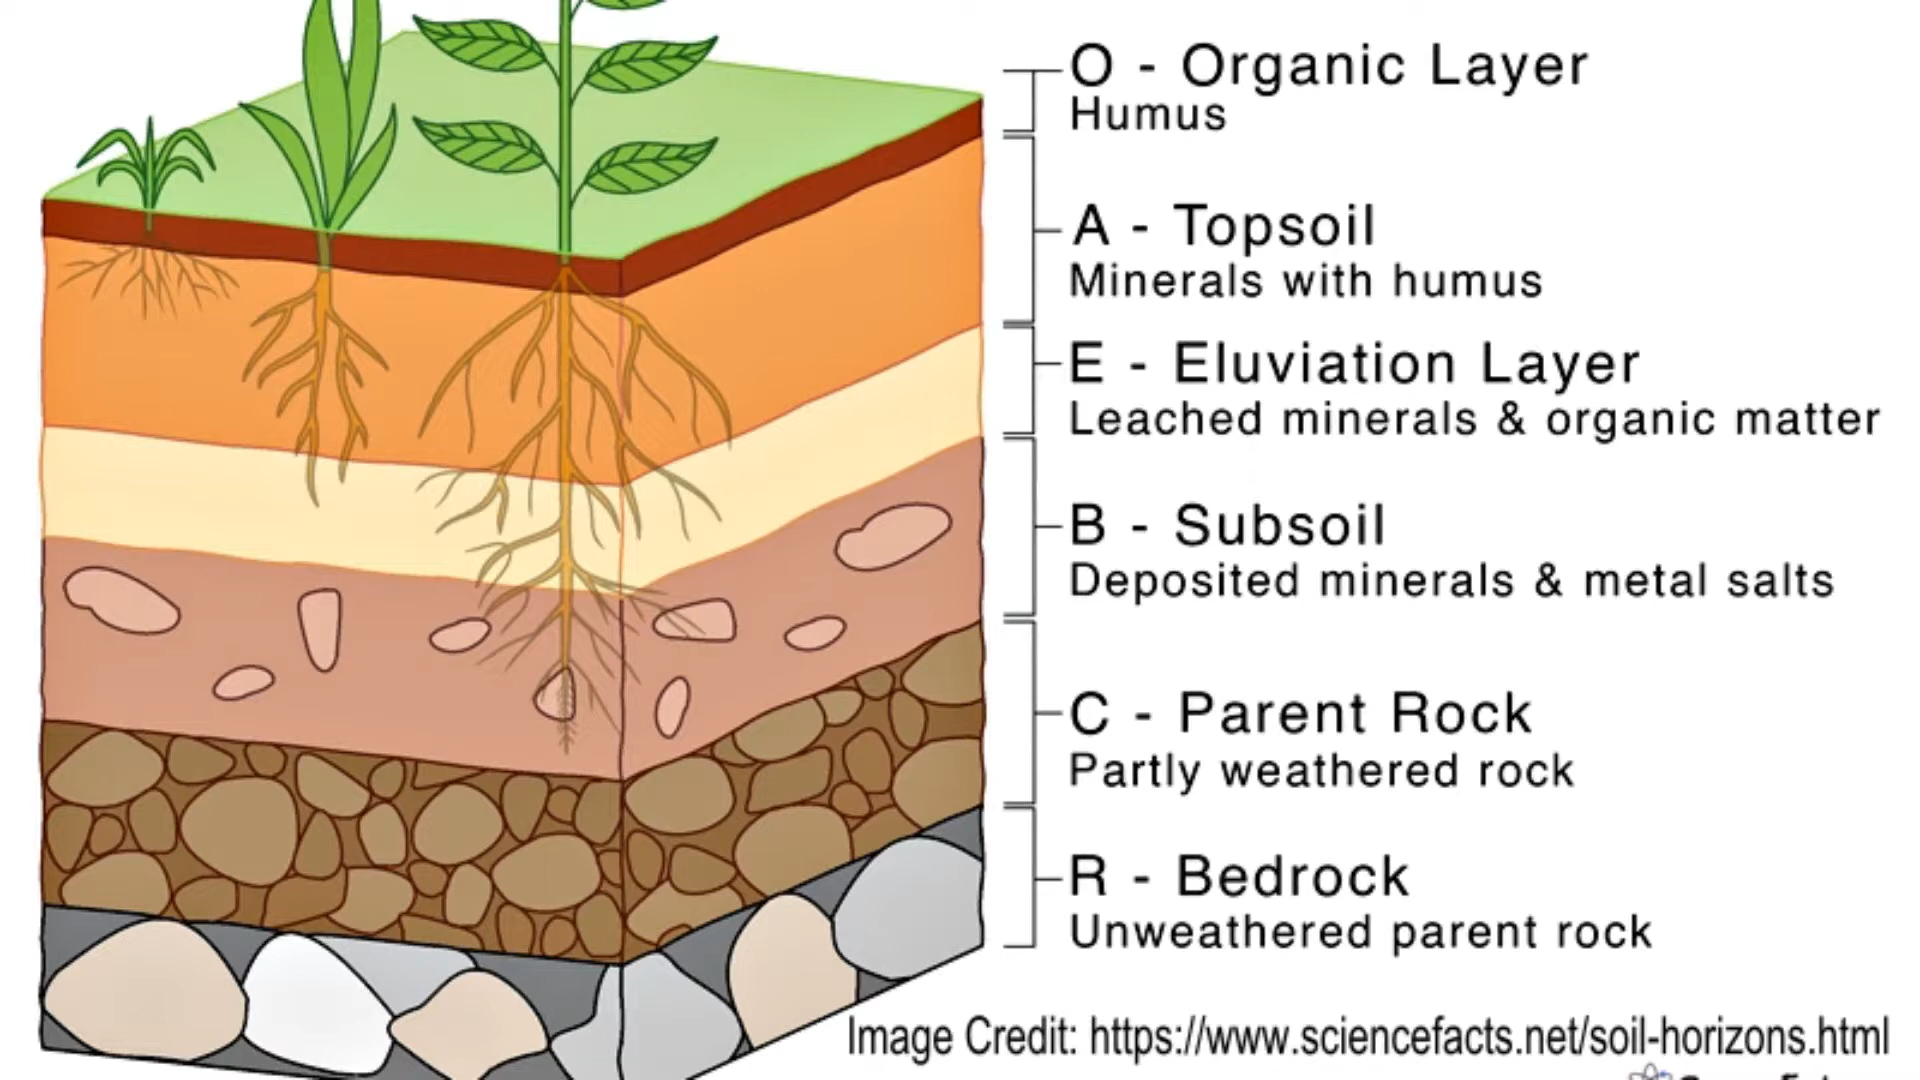 O - Organic Layer
Humus
A - Topsoil
Minerals with humus
E - Eluviation Layer
Leached minerals & organic matter
B - Subsoil
Deposited minerals & metal salts
C - Parent Rock
Partly weathered rock
R - Bedrock
Unweathered parent rock
Image Credit: https://www.sciencefacts.net/soil-horizons.html